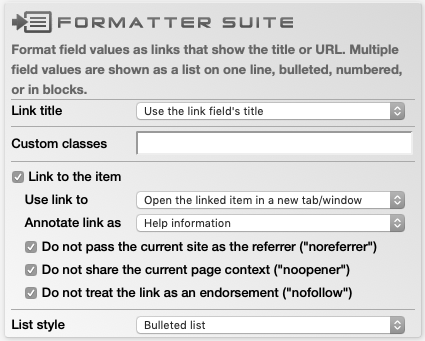 FORMATTER SUITE
Format field values as links that show the title or URL. Multiple
field values are shown as a list on one line, bulleted, numbered,
or in blocks.
Link title Use the link field's title
Custom classes
Link to the item
Use link to Open the linked item in a new tab/window
Annotate link as Help information
Do not pass the current site as the referrer ("noreferrer")
Do not share the current page context ("noopener")
Do not treat the link as an endorsement ("nofollow")
List style Bulleted list